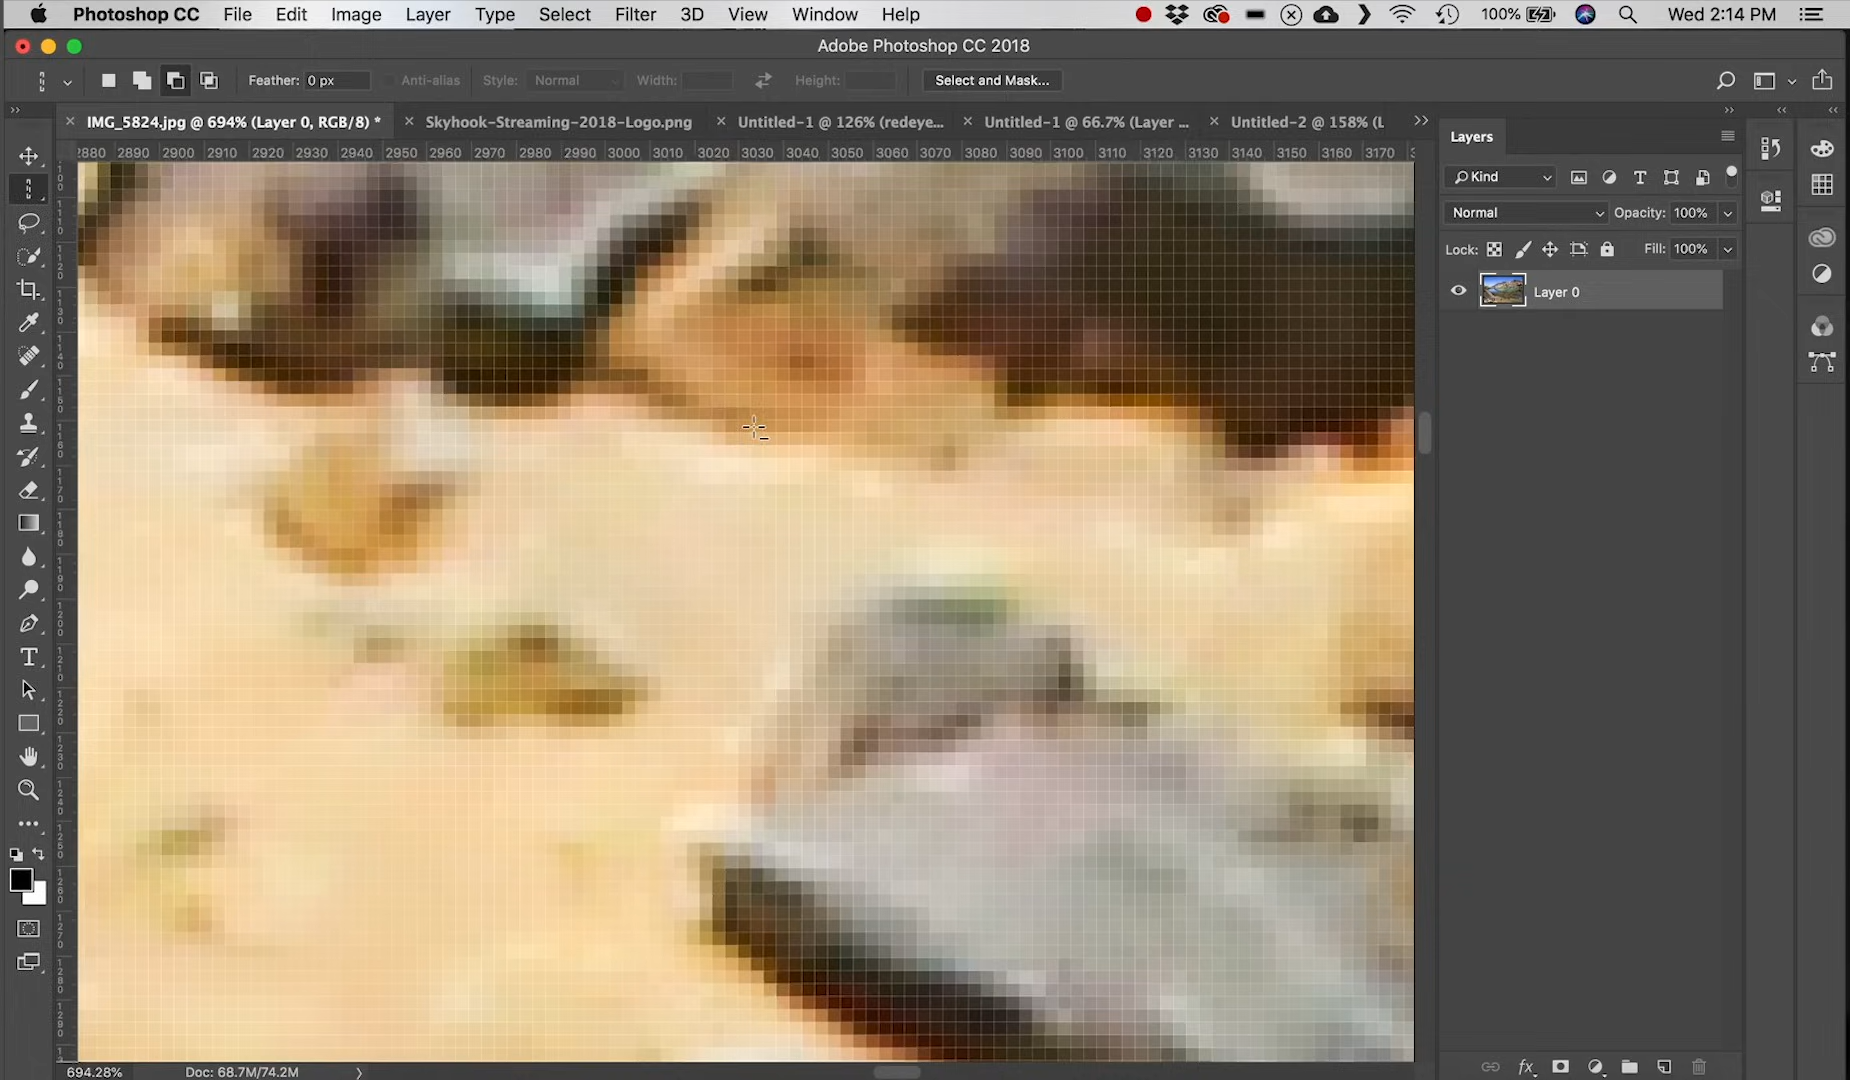 Photoshop CC File Edit Image Layer Type Select Filter 3D View Window Help 100% Wed 2:14 PM
Adobe Photoshop CC 2018
Feather: 0 px Anti-alias Style: Normal Width: Height: Select and Mask...
IMG_5824.jpg @ 694% (Layer 0, RGB/8) * Skyhook-Streaming-2018-Logo.png Untitled-1 @ 126% (redeye... Untitled-1 @ 66.7% (Layer ... Untitled-2 @ 158% (L
Layers
2880 2890 2900 2910 2920 2930 2940 2950 2960 2970 2980 2990 3000 3010 3020 3030 3040 3050 3060 3070 3080 3090 3100 3110 3120 3130 3140 3150 3160 3170
Kind
Normal Opacity: 100%
Lock: Fill: 100%
Layer 0
694.28% Doc: 68.7M/74.2M